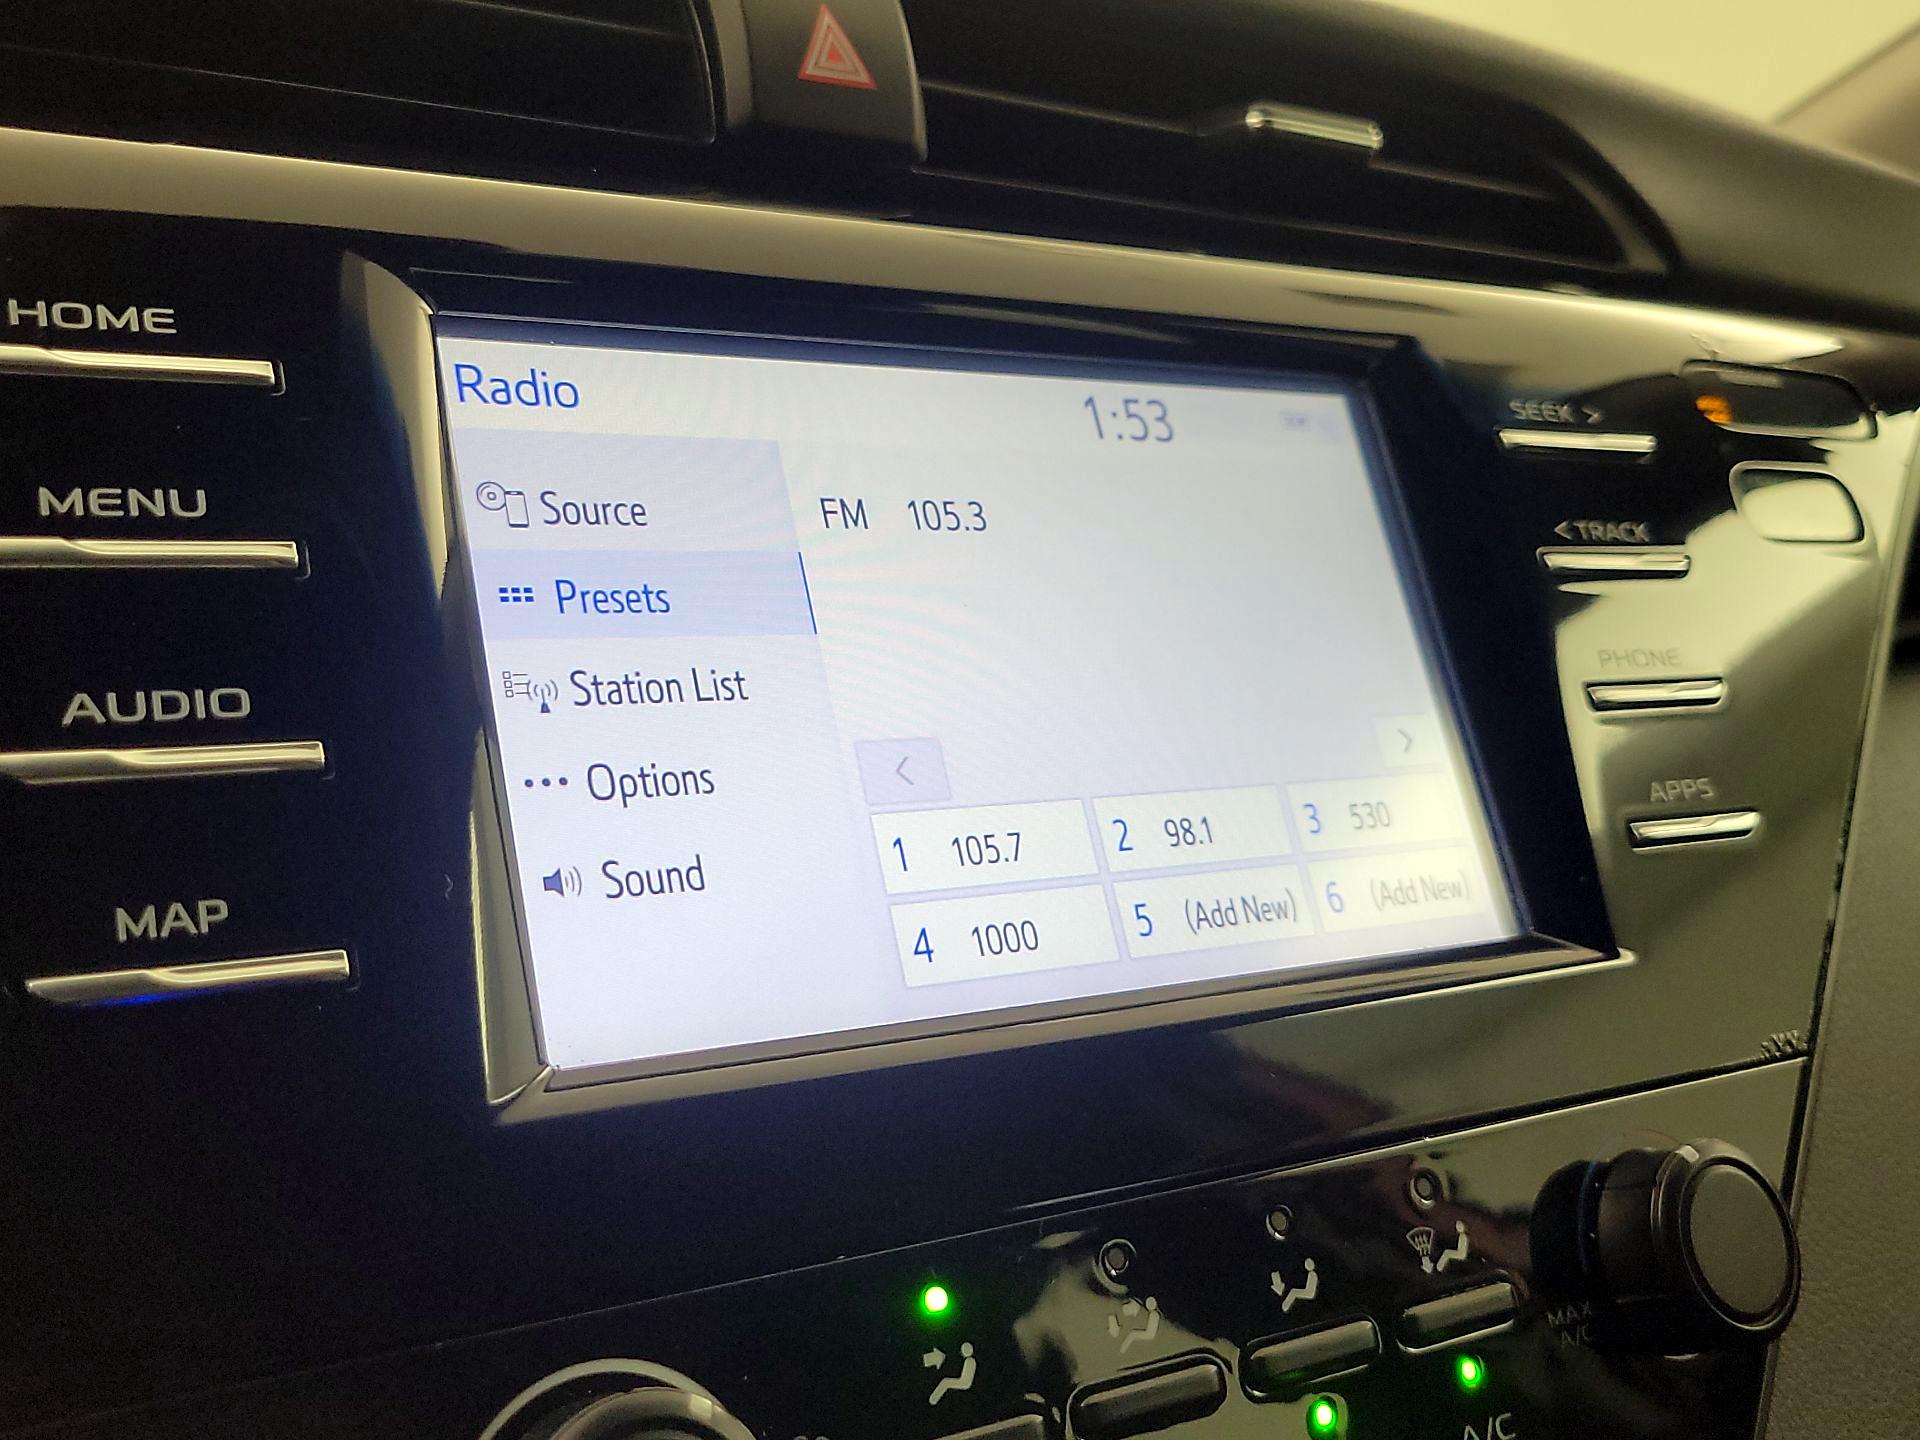 HOME
MENU
AUDIO
MAP
Radio
1:53
Source
Presets
Station List
Options
Sound
FM 105.3
<
>
1 105.7
2 98.1
3 530
4 1000
5 (Add New)
6 (Add New)
SEEK >
< TRACK
PHONE
APPS
MAX
A/C
A/C